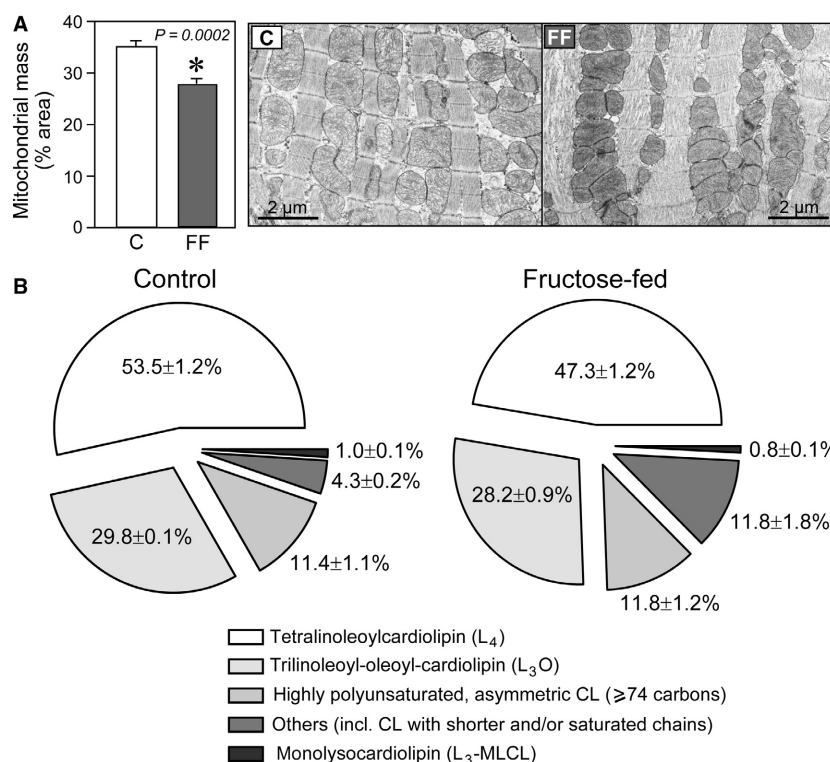 A
40
30
20
10
0
Mitochondrial mass
(% area)
P = 0.0002
*
C
FF
C
2 µm
FF
2 µm
B
Control
Fructose-fed
53.5±1.2%
29.8±0.1%
11.4±1.1%
4.3±0.2%
1.0±0.1%
47.3±1.2%
28.2±0.9%
11.8±1.2%
11.8±1.8%
0.8±0.1%
Tetralinoleoylcardiolipin (L₄)
Trilinoleoyl-oleoyl-cardiolipin (L₃O)
Highly polyunsaturated, asymmetric CL (⩾74 carbons)
Others (incl. CL with shorter and/or saturated chains)
Monolysocardiolipin (L₃-MLCL)